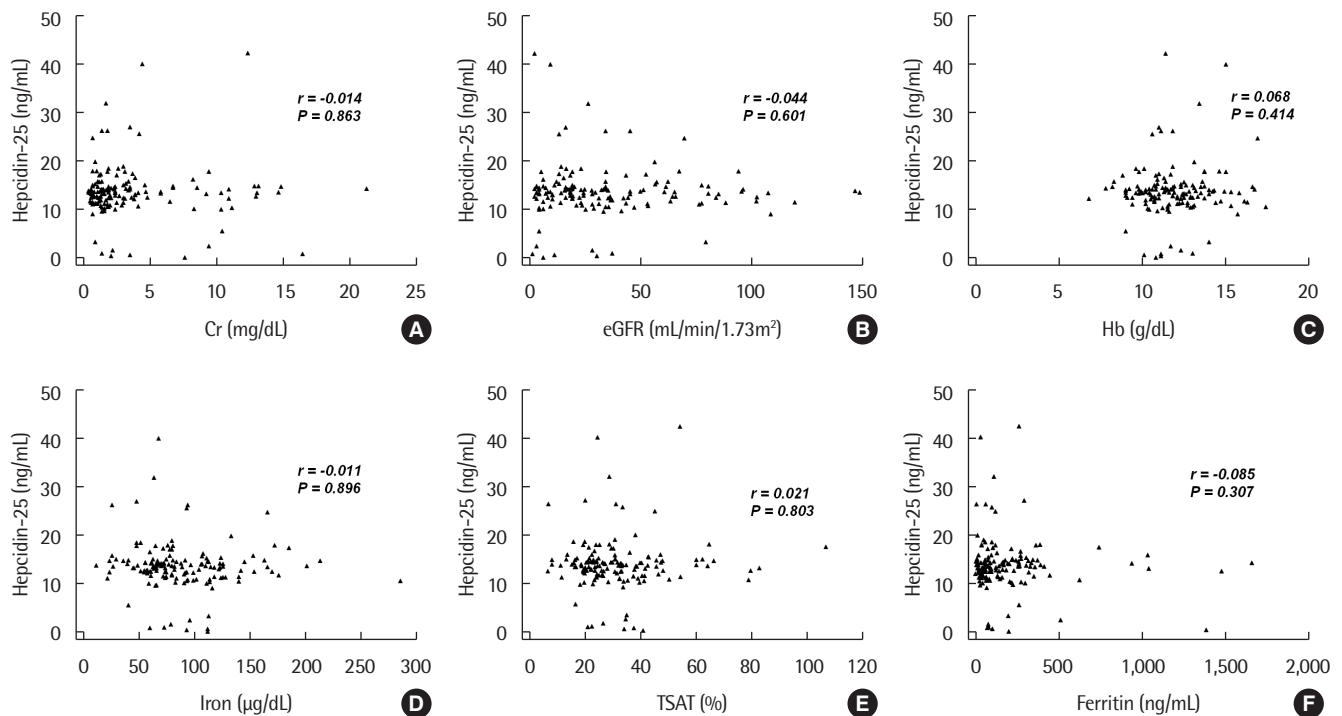 50
40
30
20
10
0
Hepcidin-25 (ng/mL)
r = -0.014
P = 0.863
0 5 10 15 20 25
Cr (mg/dL)
A
50
40
30
20
10
0
Hepcidin-25 (ng/mL)
r = -0.044
P = 0.601
0 50 100 150
eGFR (mL/min/1.73m²)
B
50
40
30
20
10
0
Hepcidin-25 (ng/mL)
r = 0.068
P = 0.414
0 5 10 15 20
Hb (g/dL)
C
50
40
30
20
10
0
Hepcidin-25 (ng/mL)
r = -0.011
P = 0.896
0 50 100 150 200 250 300
Iron (µg/dL)
D
50
40
30
20
10
0
Hepcidin-25 (ng/mL)
r = 0.021
P = 0.803
0 20 40 60 80 100 120
TSAT (%)
E
50
40
30
20
10
0
Hepcidin-25 (ng/mL)
r = -0.085
P = 0.307
0 500 1,000 1,500 2,000
Ferritin (ng/mL)
F